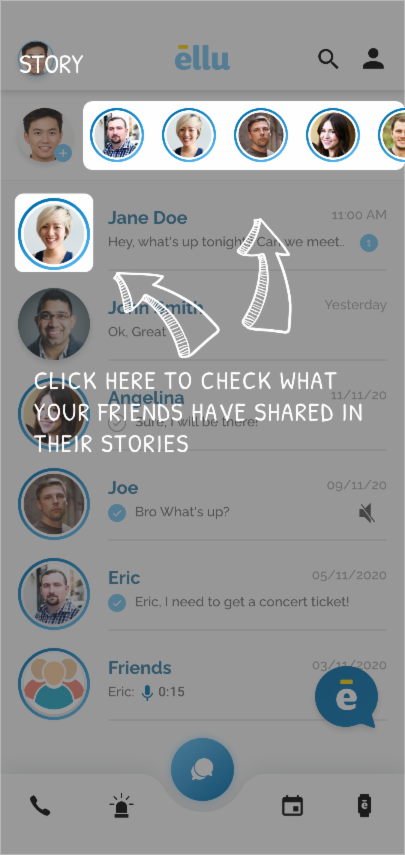 STORY
ēllu
Jane Doe
11:00 AM
Hey, what's up tonight? Can we meet..
1
John Smith
Yesterday
Ok, Great
CLICK HERE TO CHECK WHAT
YOUR FRIENDS HAVE SHARED IN
THEIR STORIES
Angelina
11/11/20
Sure, I will be there!
Joe
09/11/20
Bro What's up?
Eric
05/11/2020
Eric, I need to get a concert ticket!
Friends
03/11/2020
Eric: 0:15
ē